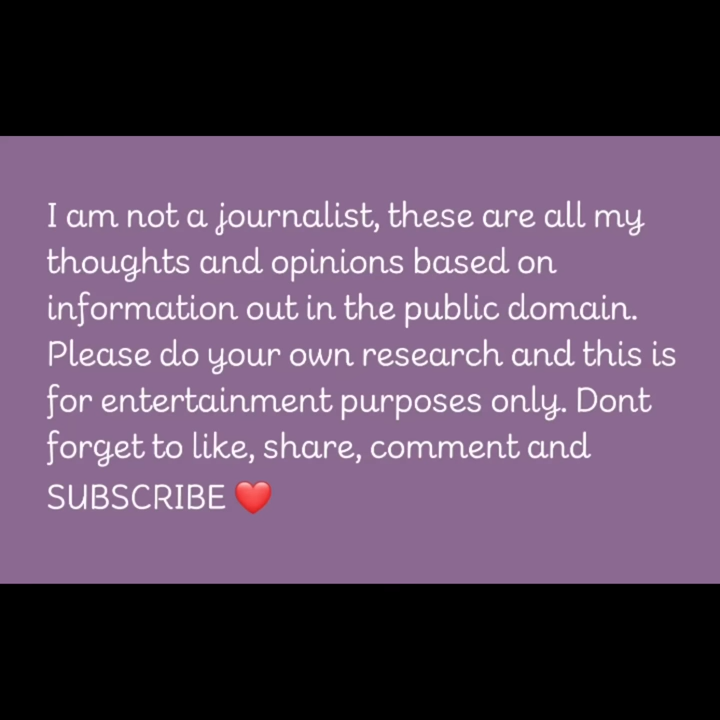 I am not a journalist, these are all my
thoughts and opinions based on
information out in the public domain.
Please do your own research and this is
for entertainment purposes only. Dont
forget to like, share, comment and
SUBSCRIBE ❤️